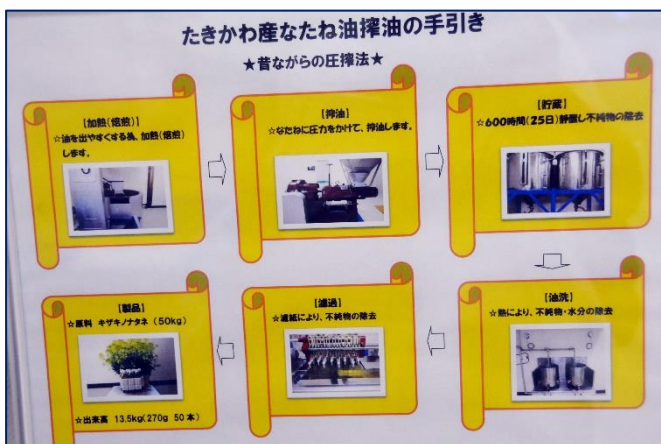 たきかわ産なたね油搾油の手引き
★昔ながらの圧搾法★
【加熱(焙煎)】
☆油を出やすくする為、加熱(焙煎)
します。
【搾油】
☆なたねに圧力をかけて、搾油します。
【貯蔵】
☆600時間(25日)静置し不純物の除去
【油洗】
☆熱により、不純物・水分の除去
【濾過】
☆濾紙により、不純物の除去
【製品】
☆原料 キザキノナタネ(50kg)
☆出来高 13.5kg(270g 50本)